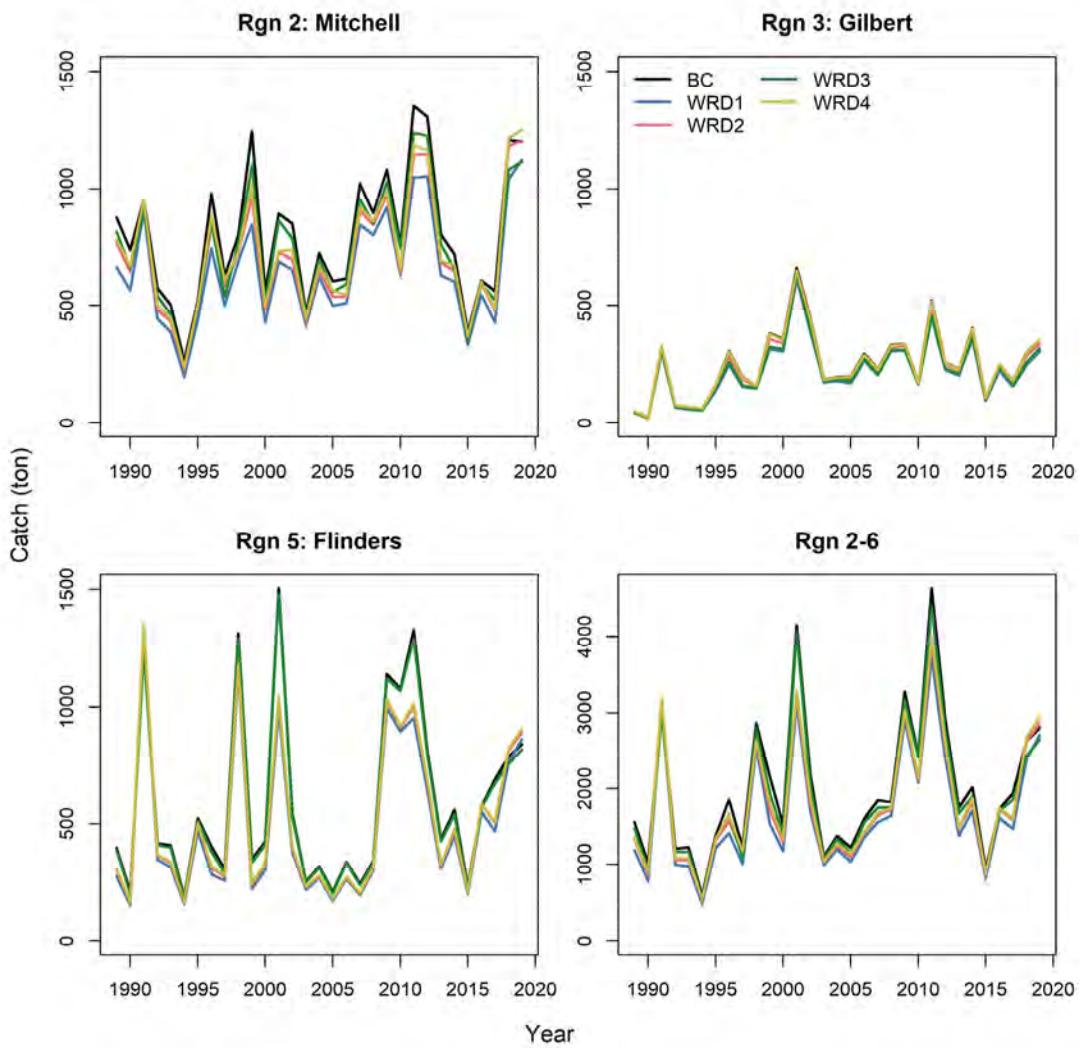 Rgn 2: Mitchell
0 500 1000 1500
1990 1995 2000 2005 2010 2015 2020
Rgn 3: Gilbert
BC WRD3
WRD1 WRD4
WRD2
0 500 1000 1500
1990 1995 2000 2005 2010 2015 2020
Catch (ton)
Rgn 5: Flinders
0 500 1000 1500
1990 1995 2000 2005 2010 2015 2020
Rgn 2-6
0 1000 2000 3000 4000
1990 1995 2000 2005 2010 2015 2020
Year